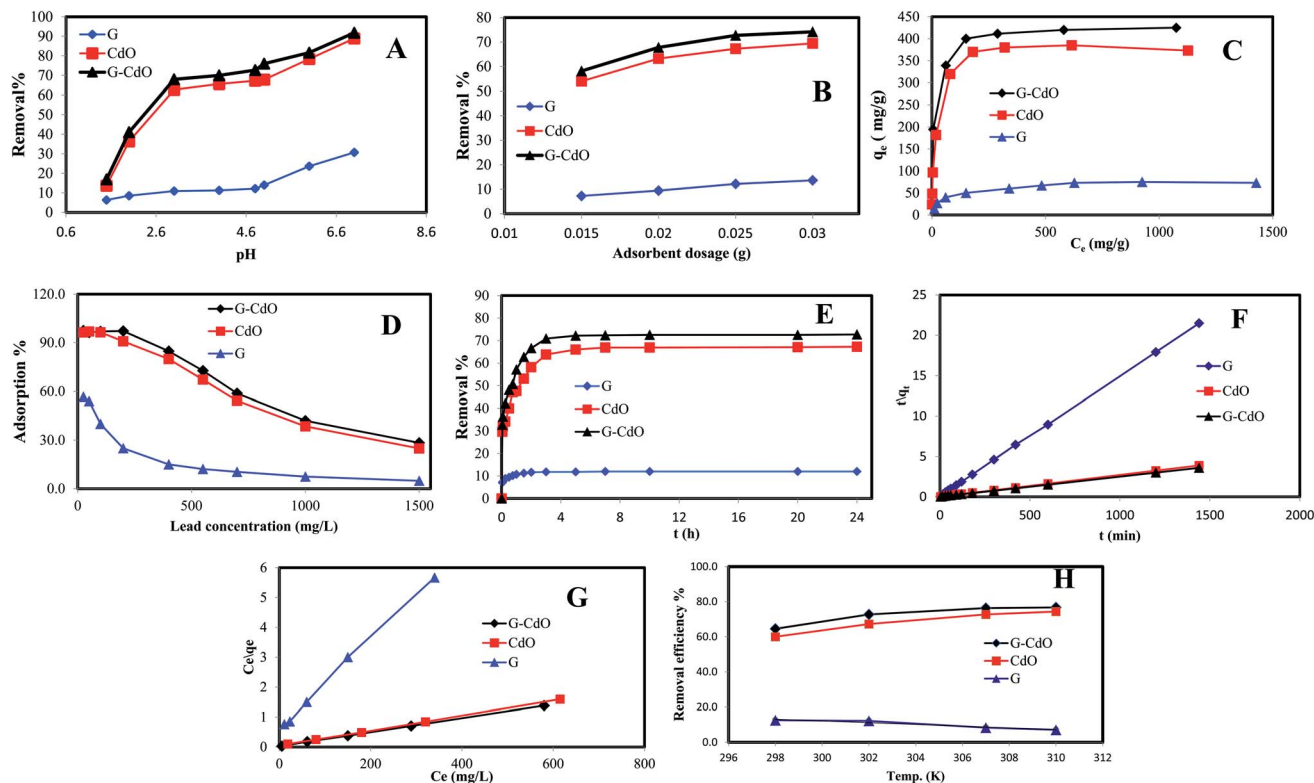 A
Removal%
100
90
80
70
60
50
40
30
20
10
0
G
CdO
G-CdO
0.6 2.6 4.6 6.6 8.6
pH
B
Removal %
80
70
60
50
40
30
20
10
0
G
CdO
G-CdO
0.01 0.015 0.02 0.025 0.03
Adsorbent dosage (g)
C
qe ( mg/g)
450
400
350
300
250
200
150
100
50
0
G-CdO
CdO
G
0 500 1000 1500
Ce (mg/g)
D
Adsorption %
120.0
90.0
60.0
30.0
0.0
G-CdO
CdO
G
0 500 1000 1500
Lead concentration (mg/L)
E
Removal %
90
80
70
60
50
40
30
20
10
0
G
CdO
G-CdO
0 4 8 12 16 20 24
t (h)
F
t\qt
25
20
15
10
5
0
G
CdO
G-CdO
0 500 1000 1500 2000
t (min)
G
Ce\qe
6
5
4
3
2
1
0
G-CdO
CdO
G
0 200 400 600 800
Ce (mg/L)
H
Removal efficiency %
100.0
80.0
60.0
40.0
20.0
0.0
G-CdO
CdO
G
296 298 300 302 304 306 308 310 312
Temp. (K)